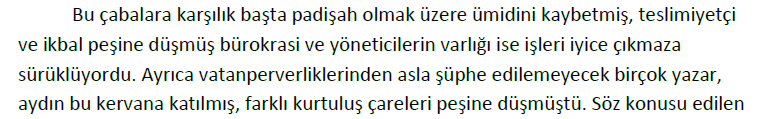 Bu çabalara karşılık başta padişah olmak üzere ümidini kaybetmiş, teslimiyetçi
ve ikbal peşine düşmüş bürokrasi ve yöneticilerin varlığı ise işleri iyice çıkmaza
sürüklüyordu. Ayrıca vatanperverliklerinden asla şüphe edilemeyecek birçok yazar,
aydın bu kervana katılmış, farklı kurtuluş çareleri peşine düşmüştü. Söz konusu edilen